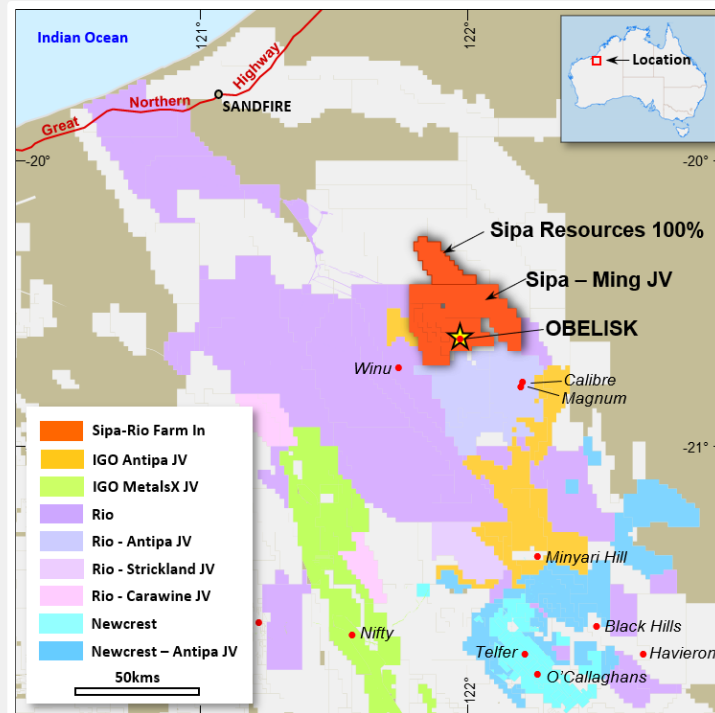 Indian Ocean
121°
122°
Location
Great Northern Highway
SANDFIRE
-20°
-20°
Sipa Resources 100%
Sipa – Ming JV
OBELISK
Winu
Calibre
Magnum
-21°
Sipa-Rio Farm In
IGO Antipa JV
IGO MetalsX JV
Rio
Rio - Antipa JV
Rio - Strickland JV
Rio - Carawine JV
Newcrest
Newcrest – Antipa JV
50kms
Minyari Hill
Nifty
Black Hills
Telfer
Havieron
O'Callaghans
121°
122°